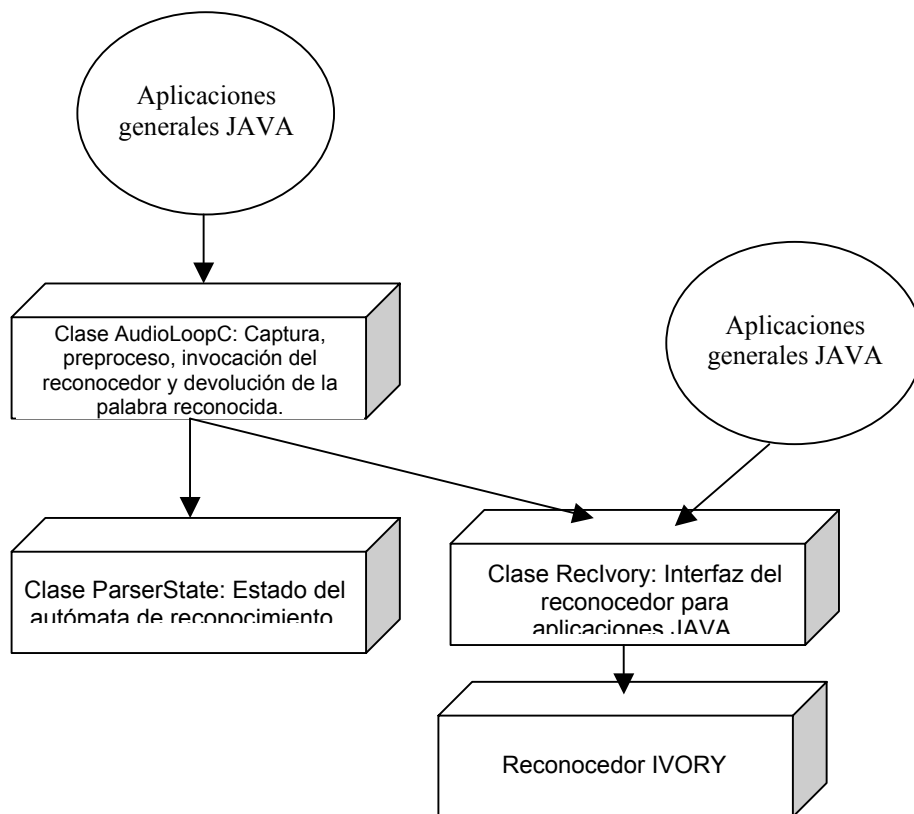 Aplicaciones
generales JAVA
Clase AudioLoopC: Captura,
preproceso, invocación del
reconocedor y devolución de la
palabra reconocida.
Aplicaciones
generales JAVA
Clase ParserState: Estado del
autómata de reconocimiento
Clase RecIvory: Interfaz del
reconocedor para
aplicaciones JAVA
Reconocedor IVORY